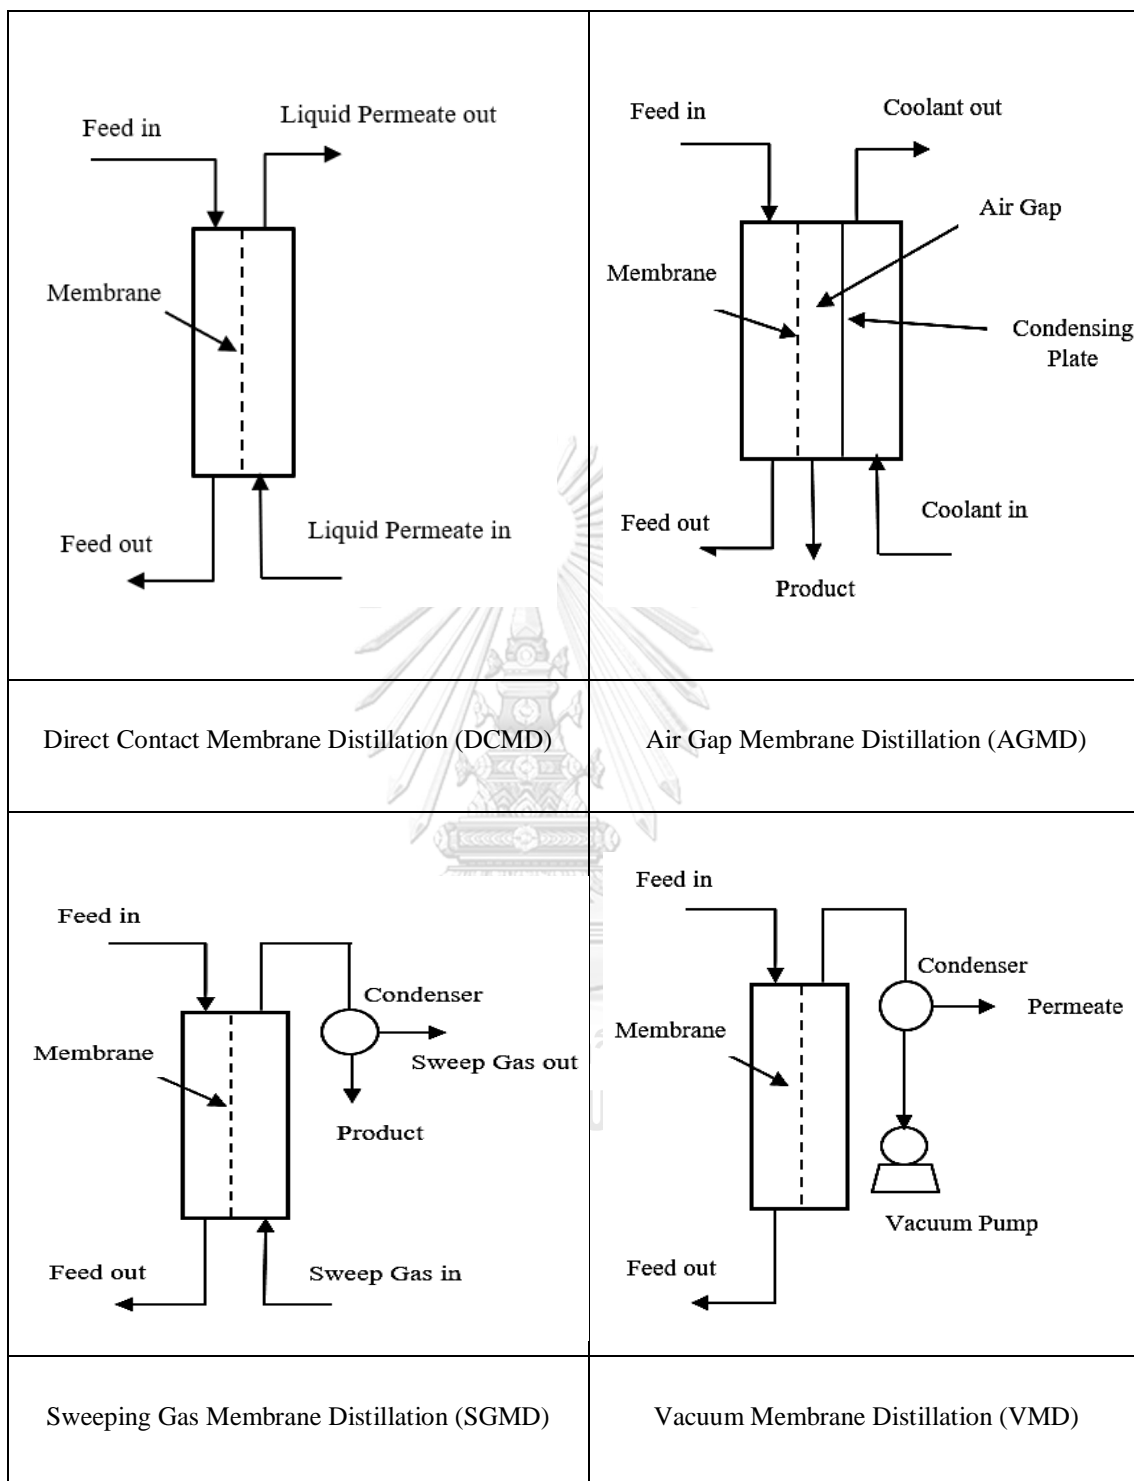 Feed in
Liquid Permeate out
Membrane
Feed out
Liquid Permeate in
Feed in
Coolant out
Air Gap
Membrane
Condensing
Plate
Feed out
Coolant in
Product
Direct Contact Membrane Distillation (DCMD)
Air Gap Membrane Distillation (AGMD)
Feed in
Condenser
Membrane
Sweep Gas out
Product
Feed out
Sweep Gas in
Feed in
Condenser
Permeate
Membrane
Vacuum Pump
Feed out
Sweeping Gas Membrane Distillation (SGMD)
Vacuum Membrane Distillation (VMD)